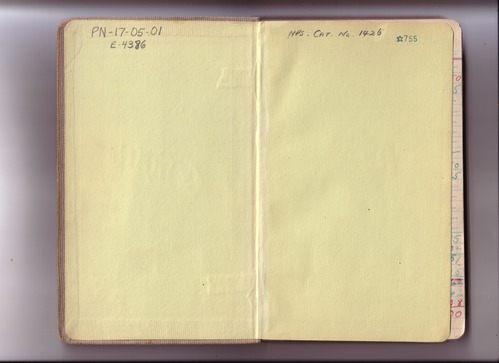 PN-17-05-01
E-4386
HPS. CAT. No. 1426
☆755